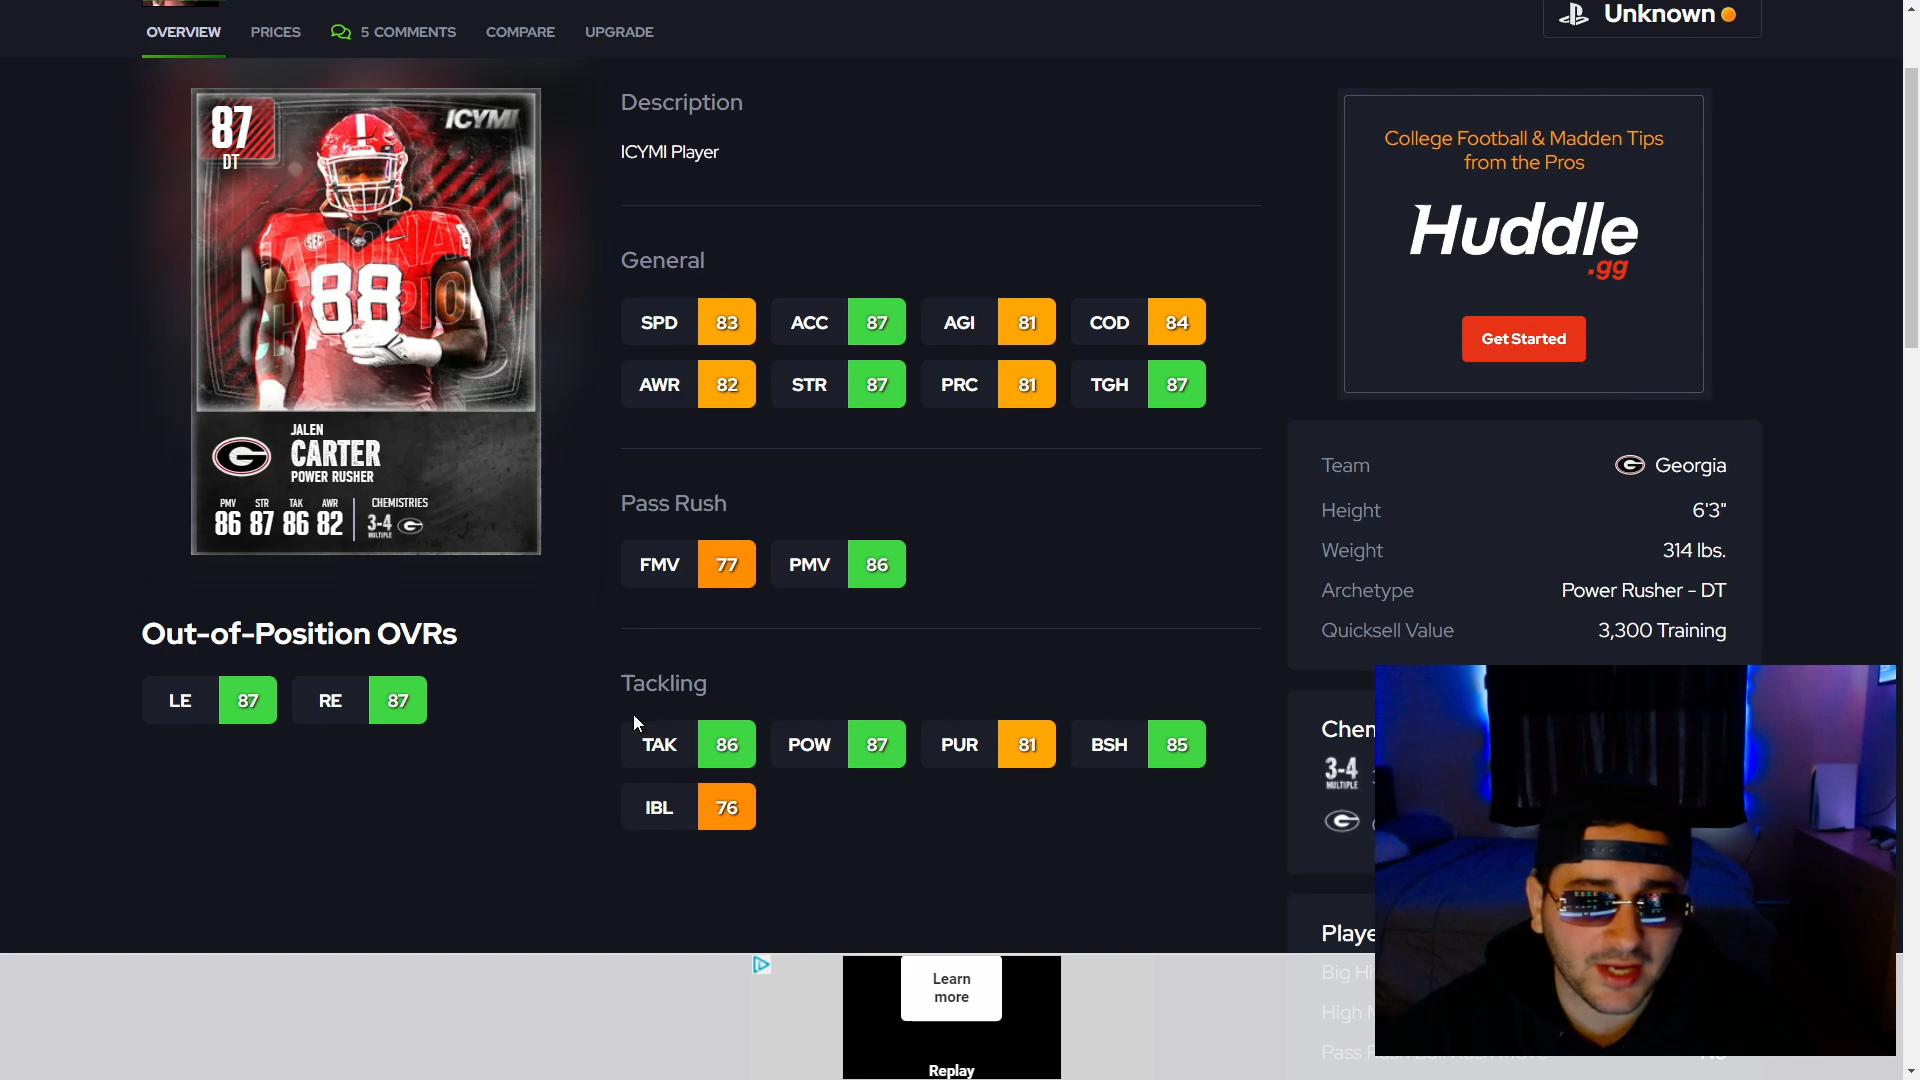 OVERVIEW
PRICES
5 COMMENTS
COMPARE
UPGRADE
Unknown
87
DT
ICYMI
88
JALEN
CARTER
POWER RUSHER
PMV STR TAK AWR
86 87 86 82
CHEMISTRIES
3-4
MULTIPLE
Out-of-Position OVRs
LE 87
RE 87
Description
ICYMI Player
General
SPD 83 ACC 87 AGI 81 COD 84
AWR 82 STR 87 PRC 81 TGH 87
Pass Rush
FMV 77 PMV 86
Tackling
TAK 86 POW 87 PUR 81 BSH 85
IBL 76
College Football & Madden Tips
from the Pros
Huddle
.gg
Get Started
Team Georgia
Height 6'3"
Weight 314 lbs.
Archetype Power Rusher - DT
Quicksell Value 3,300 Training
Chem
3-4
MULTIPLE
Playe
Big Hi
High M
Learn
more
Replay